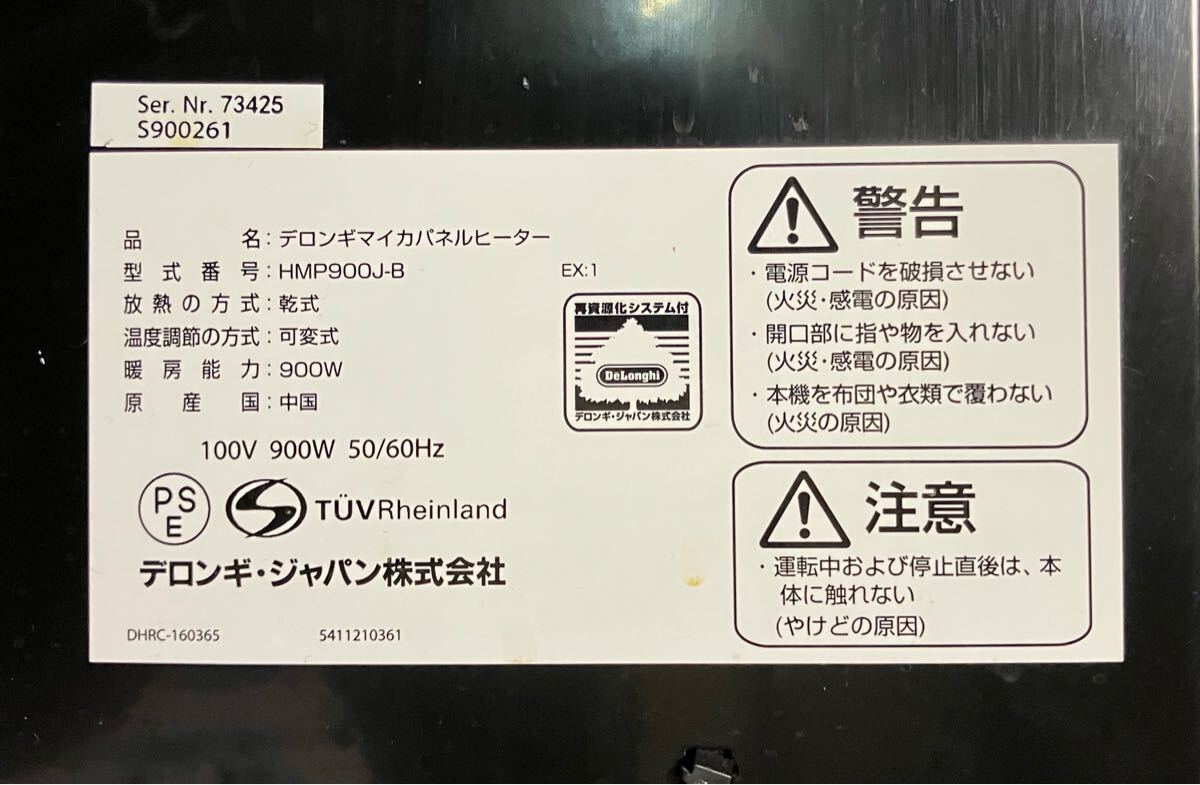 Ser. Nr. 73425
S900261
品名：デロンギマイカパネルヒーター
型式番号：HMP900J-B
放熱の方式：乾式
温度調節の方式：可変式
暖房能力：900W
原産国：中国
100V 900W 50/60Hz
PSE
TÜVRheinland
デロンギ・ジャパン株式会社
DHRC-160365
5411210361
EX:1
再資源化システム付
DeLonghi
デロンギ・ジャパン株式会社
警告
・電源コードを破損させない
(火災・感電の原因)
・開口部に指や物を入れない
(火災・感電の原因)
・本機を布団や衣類で覆わない
(火災の原因)
注意
・運転中および停止直後は、本
体に触れない
(やけどの原因)